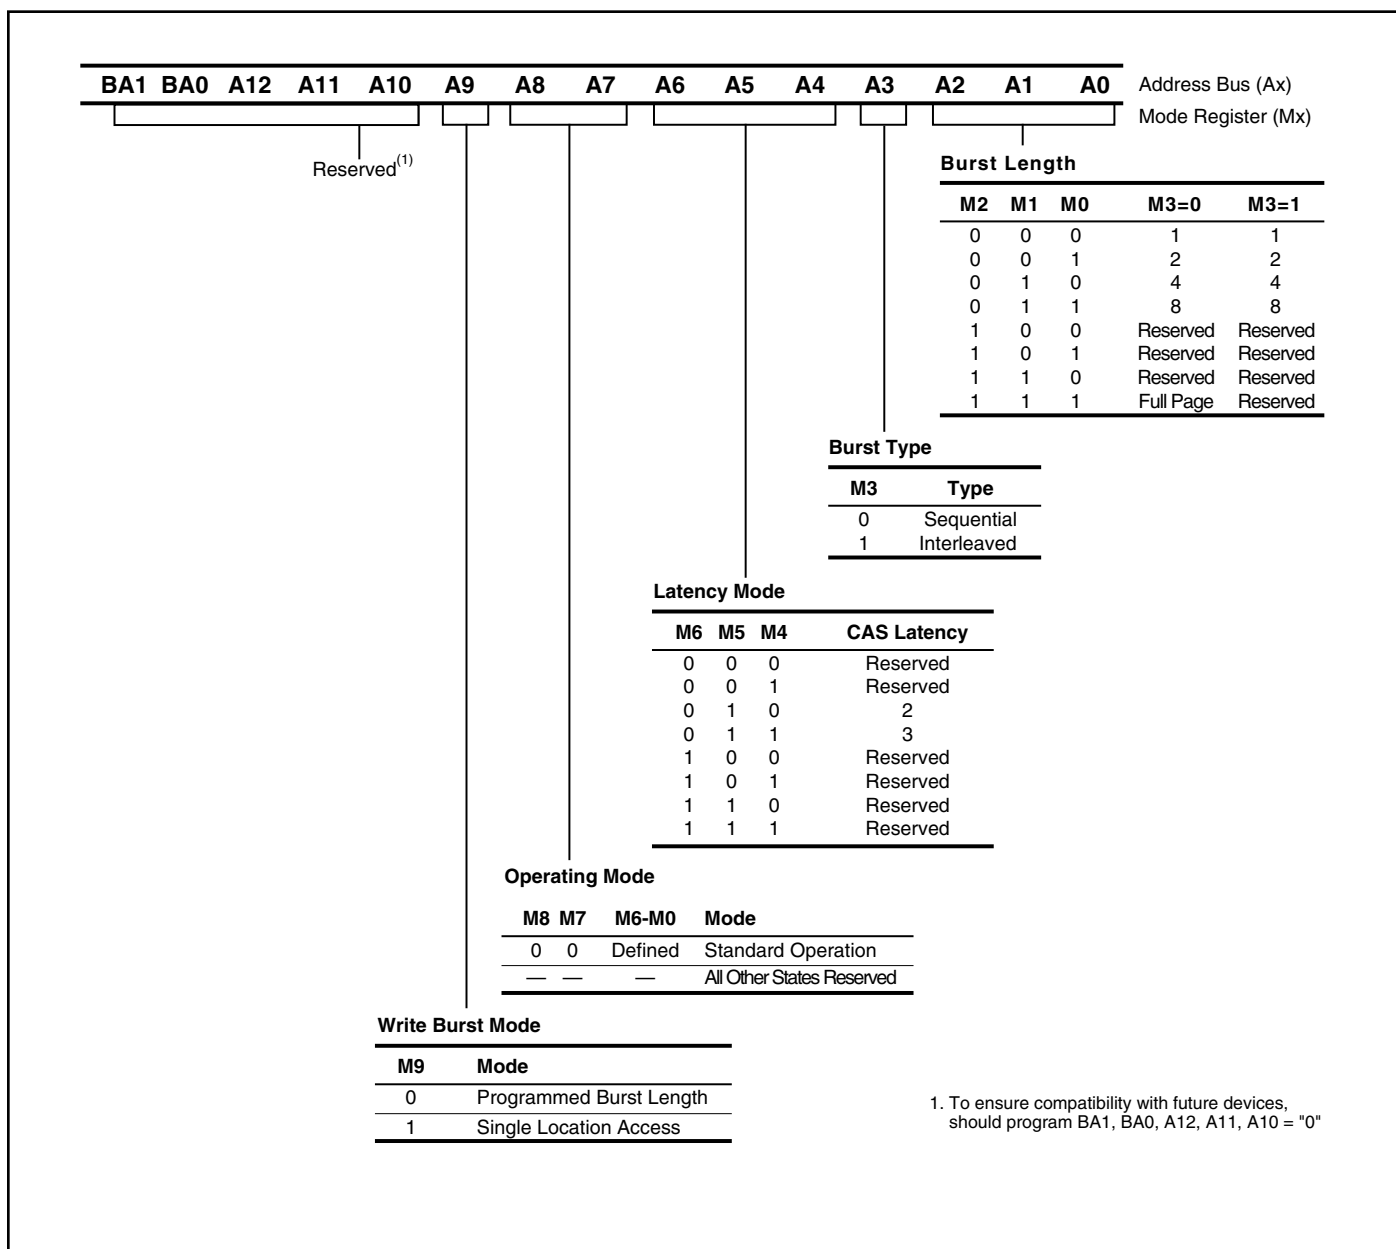 BA1 BA0 A12 A11 A10 A9 A8 A7 A6 A5 A4 A3 A2 A1 A0 Address Bus (Ax)
Mode Register (Mx)
Reserved(1)
Burst Length
M2 M1 M0 M3=0 M3=1
0 0 0 1 1
0 0 1 2 2
0 1 0 4 4
0 1 1 8 8
1 0 0 Reserved Reserved
1 0 1 Reserved Reserved
1 1 0 Reserved Reserved
1 1 1 Full Page Reserved
Burst Type
M3 Type
0 Sequential
1 Interleaved
Latency Mode
M6 M5 M4 CAS Latency
0 0 0 Reserved
0 0 1 Reserved
0 1 0 2
0 1 1 3
1 0 0 Reserved
1 0 1 Reserved
1 1 0 Reserved
1 1 1 Reserved
Operating Mode
M8 M7 M6-M0 Mode
0 0 Defined Standard Operation
— — — All Other States Reserved
Write Burst Mode
M9 Mode
0 Programmed Burst Length
1 Single Location Access
1. To ensure compatibility with future devices,
should program BA1, BA0, A12, A11, A10 = "0"